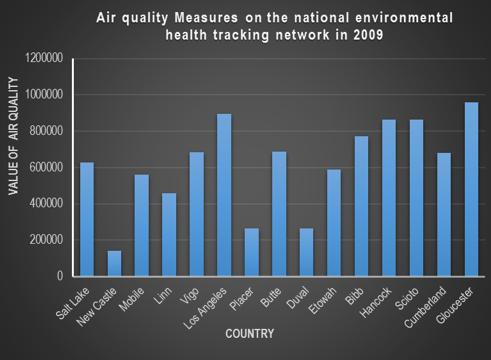 Air quality Measures on the national environmental
health tracking network in 2009
VALUE OF AIR QUALITY
1200000
1000000
800000
600000
400000
200000
0
Salt Lake
New Castle
Mobile
Linn
Vigo
Los Angeles
Placer
Butte
Duval
Etowah
Bibb
Hancock
Scioto
Cumberland
Gloucester
COUNTRY